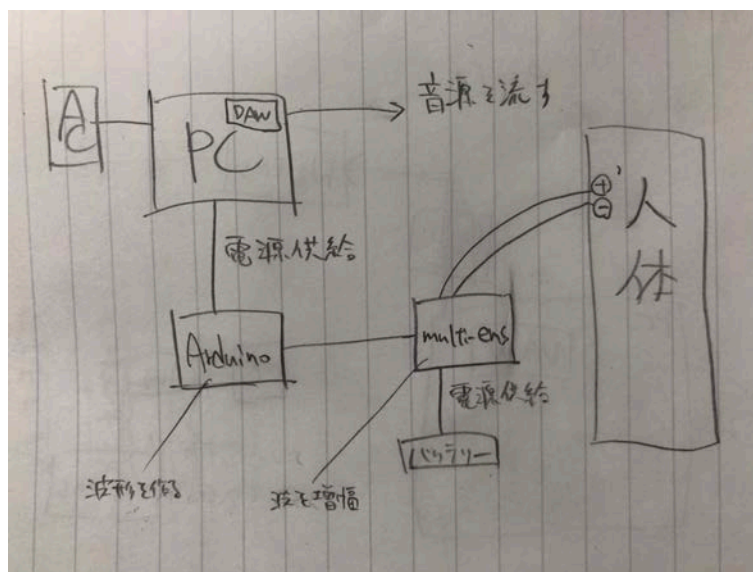 AC
PC
DAW
音源を流す
電源供給
Arduino
波形を作る
multi-ems
波を増幅
電源供給
バッテリー
+
-
人体